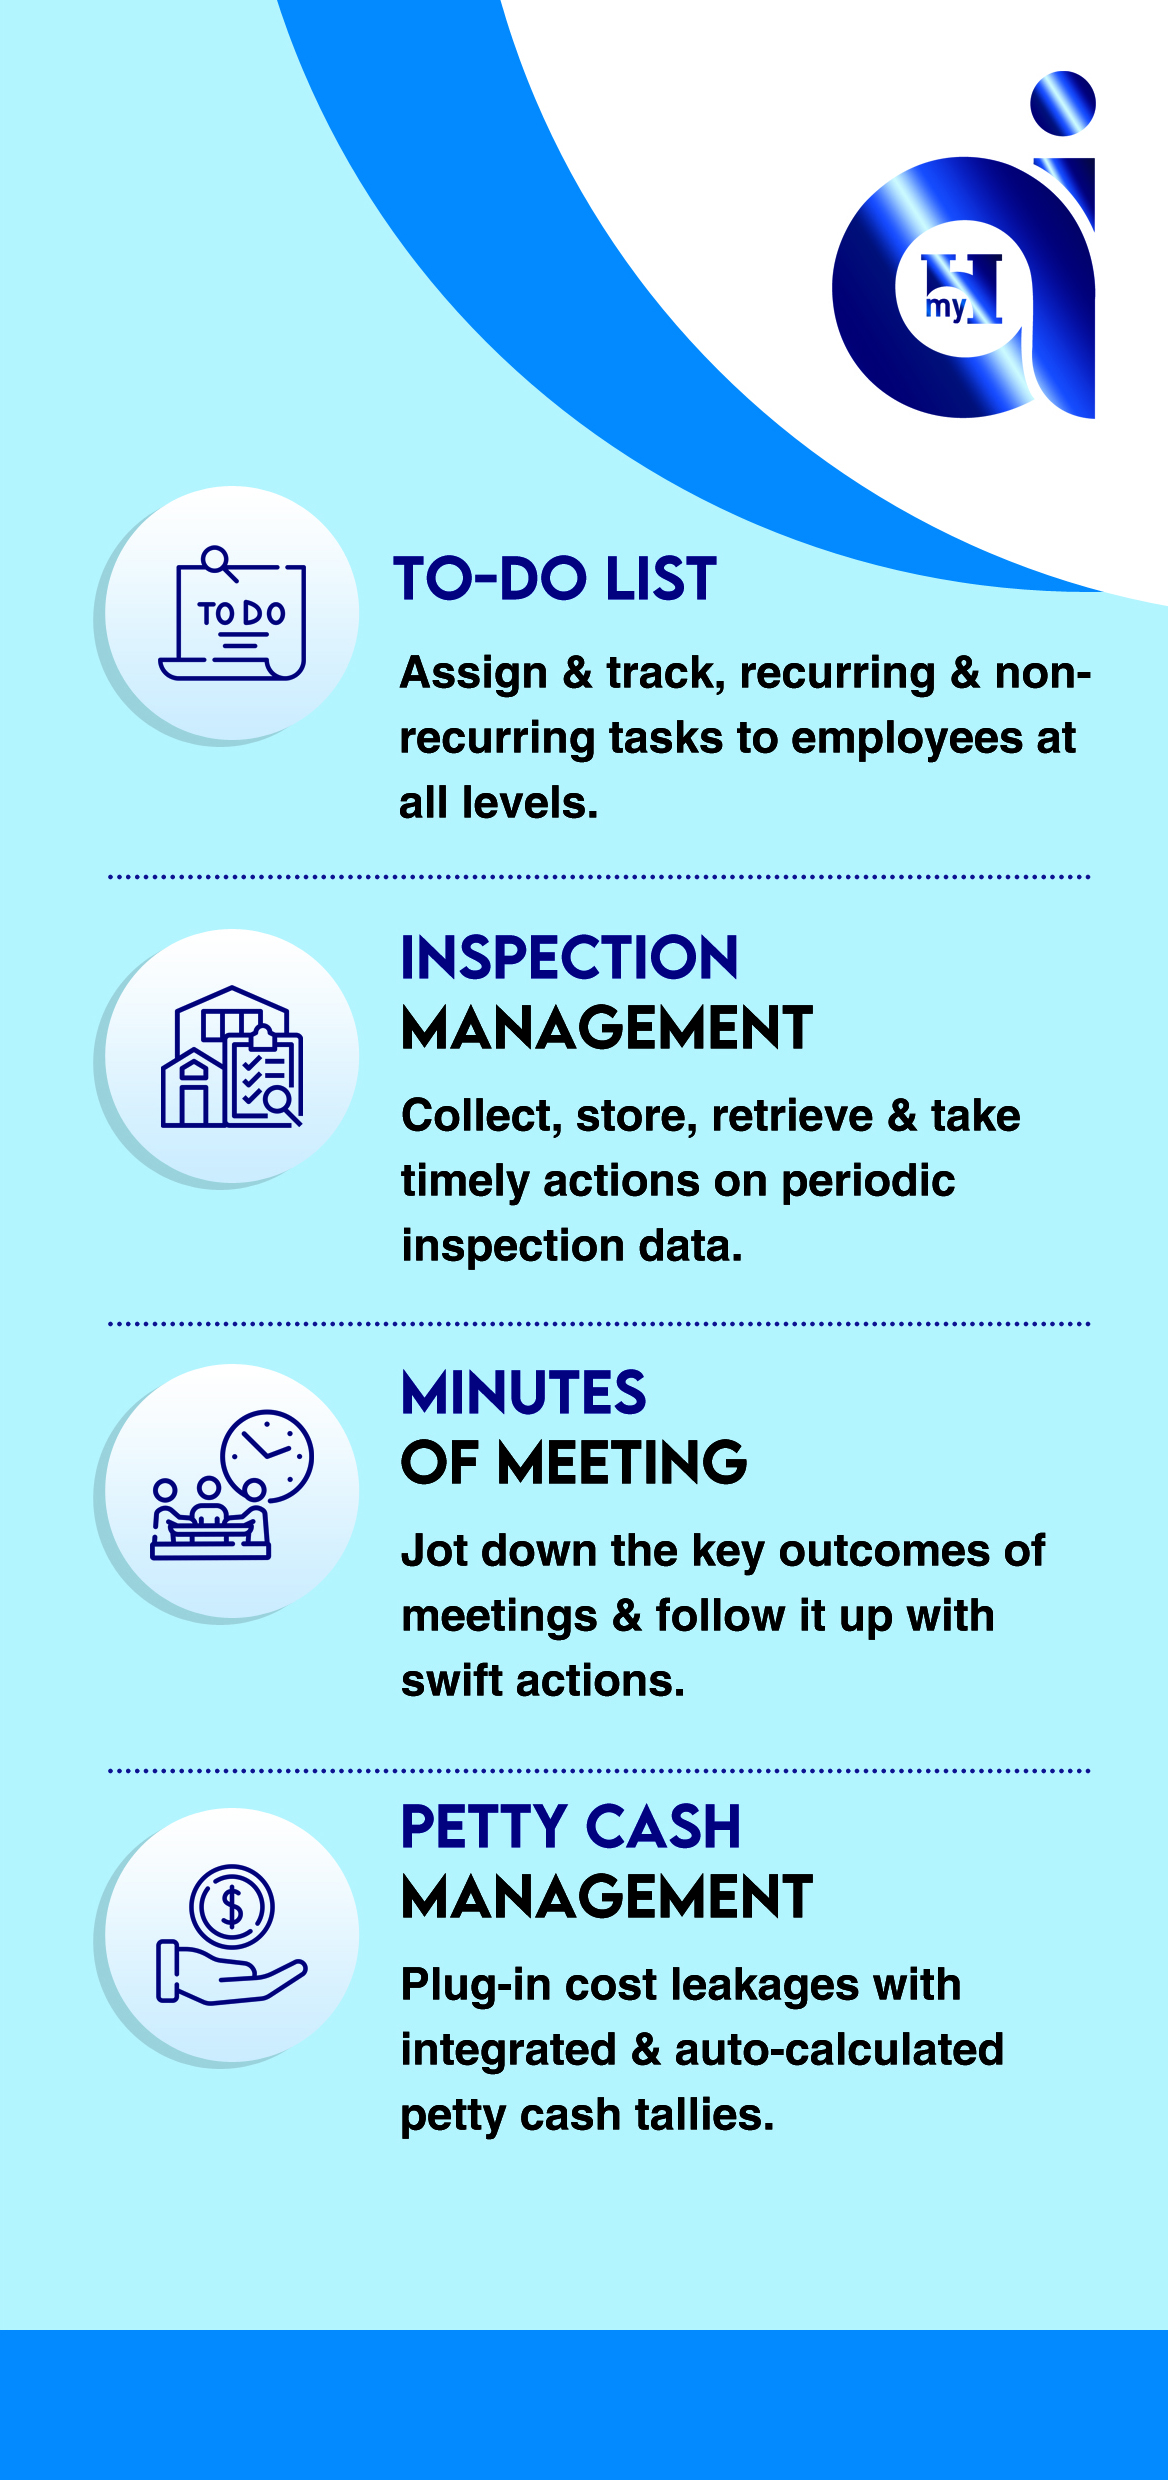 my H
TO DO
TO-DO LIST
Assign & track, recurring & non-
recurring tasks to employees at
all levels.
INSPECTION
MANAGEMENT
Collect, store, retrieve & take
timely actions on periodic
inspection data.
MINUTES
OF MEETING
Jot down the key outcomes of
meetings & follow it up with
swift actions.
$
PETTY CASH
MANAGEMENT
Plug-in cost leakages with
integrated & auto-calculated
petty cash tallies.